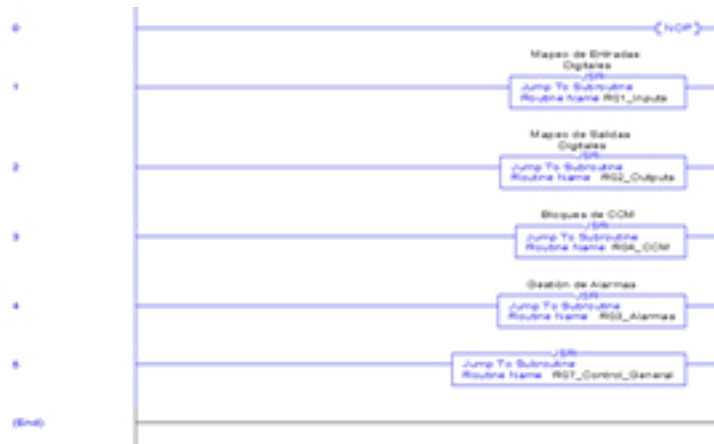 0
NOP
Mapeo de Entradas
Digitales
JSR
1
Jump To Subroutine
Routine Name R01_Inputs
Mapeo de Salidas
Digitales
JSR
2
Jump To Subroutine
Routine Name R02_Outputs
Bloques de CCM
JSR
3
Jump To Subroutine
Routine Name R04_CCM
Gestión de Alarmas
JSR
4
Jump To Subroutine
Routine Name R03_Alarmas
JSR
5
Jump To Subroutine
Routine Name R07_Control_General
(End)